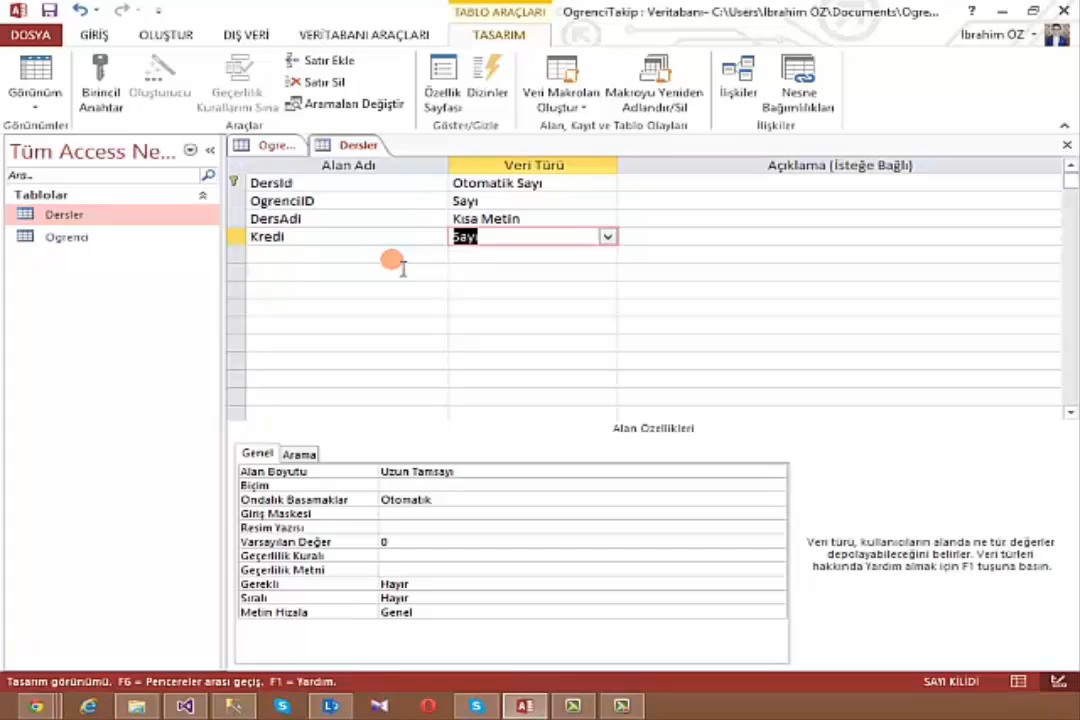 TABLO ARAÇLARI
OgrenciTakip : Veritabanı- C:\Users\İbrahim ÖZ\Documents\Ogre...
DOSYA GİRİŞ OLUŞTUR DIŞ VERİ VERİTABANI ARAÇLARI TASARIM
İbrahim ÖZ
Görünüm
Birincil Anahtar
Oluşturucu
Geçerlilik Kurallarını Sına
Satır Ekle
Satır Sil
Aramaları Değiştir
Özellik Sayfası
Dizinler
Veri Makroları Oluştur
Makroyu Yeniden Adlandır/Sil
İlişkiler
Nesne Bağımlılıkları
Görünümler
Araçlar
Göster/Gizle
Alan, Kayıt ve Tablo Olayları
İlişkiler
Tüm Access Ne...
Ara...
Tablolar
Dersler
Ogrenci
Ogre...
Dersler
Alan Adı Veri Türü Açıklama (İsteğe Bağlı)
DersId Otomatik Sayı
OgrenciID Sayı
DersAdi Kısa Metin
Kredi Sayı
Alan Özellikleri
Genel Arama
Alan Boyutu Uzun Tamsayı
Biçim
Ondalık Basamaklar Otomatik
Giriş Maskesi
Resim Yazısı
Varsayılan Değer 0
Geçerlilik Kuralı
Geçerlilik Metni
Gerekli Hayır
Sıralı Hayır
Metin Hizala Genel
Veri türü, kullanıcıların alanda ne tür değerler
depolayabileceğini belirler. Veri türleri
hakkında Yardım almak için F1 tuşuna basın.
Tasarım görünümü. F6 = Pencereler arası geçiş. F1 = Yardım.
SAYI KİLİDİ